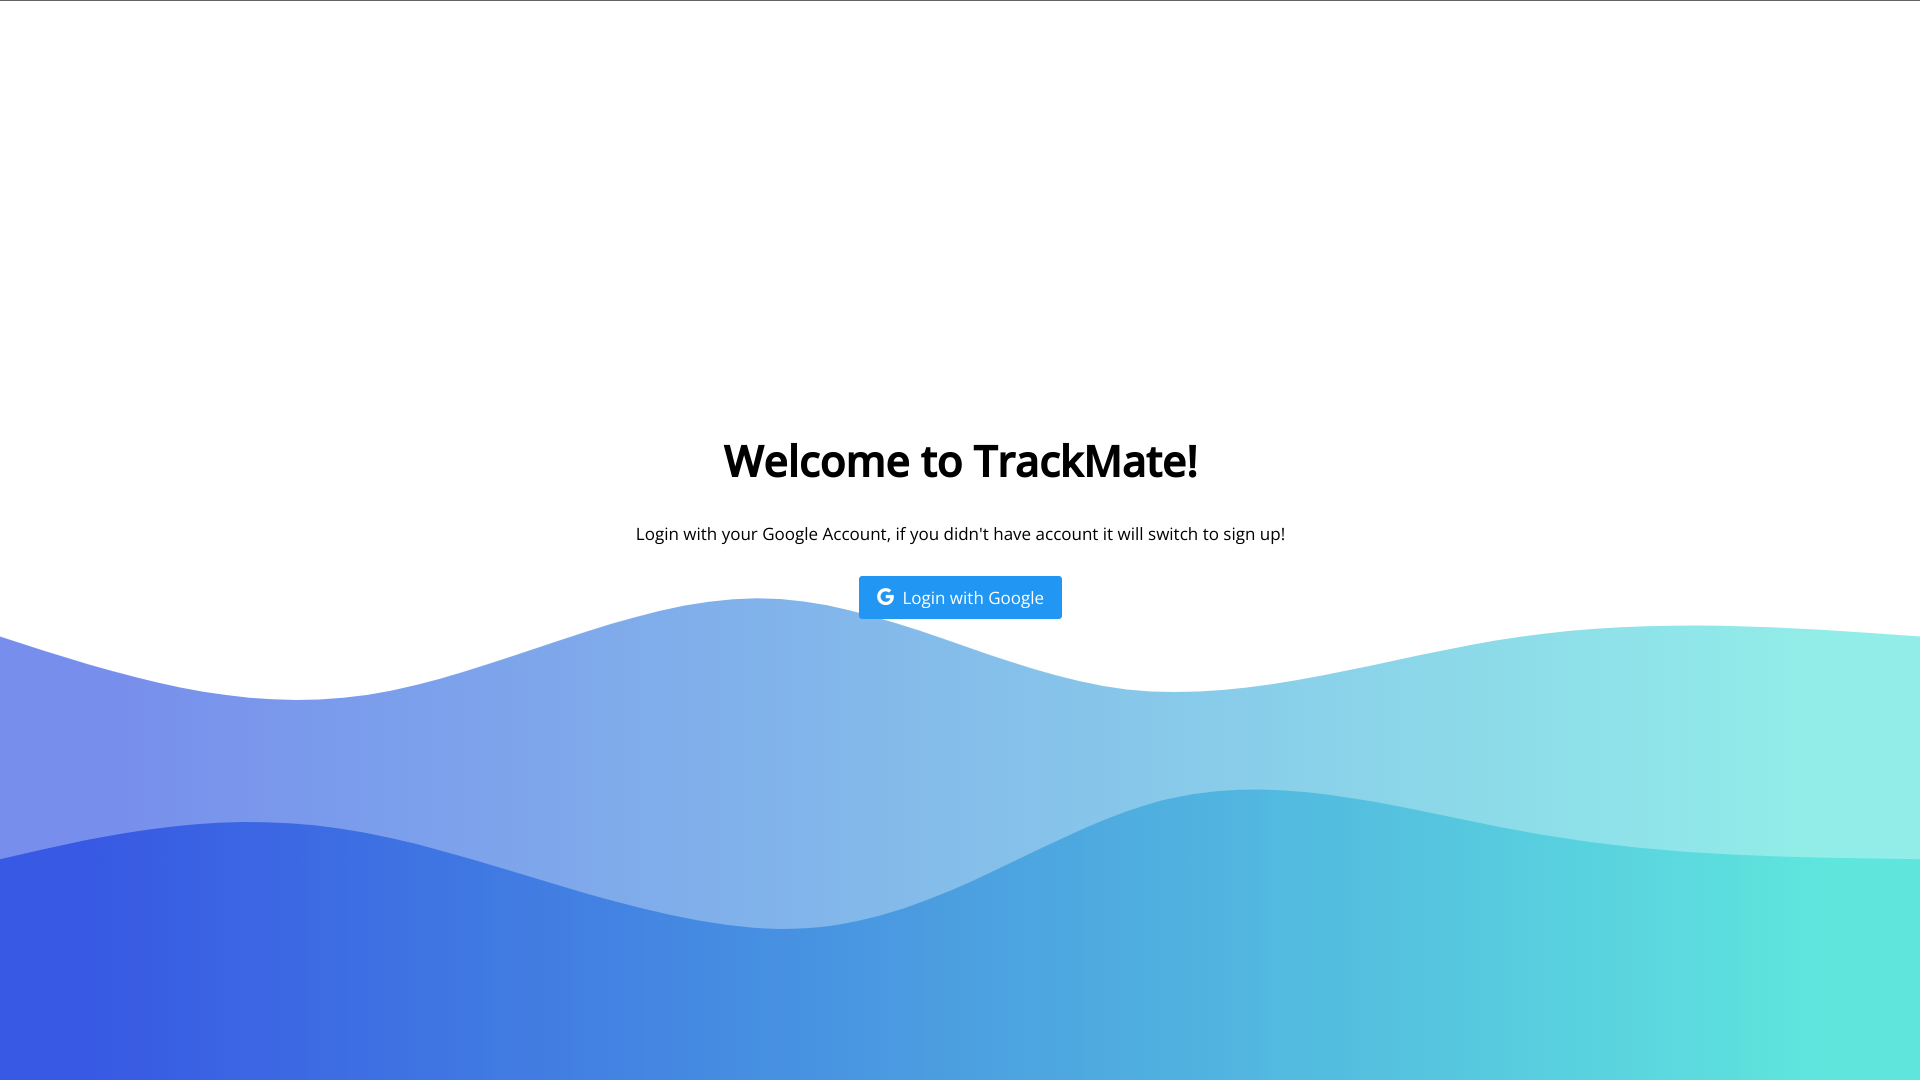 Welcome to TrackMate!
Login with your Google Account, if you didn't have account it will switch to sign up!
Login with Google